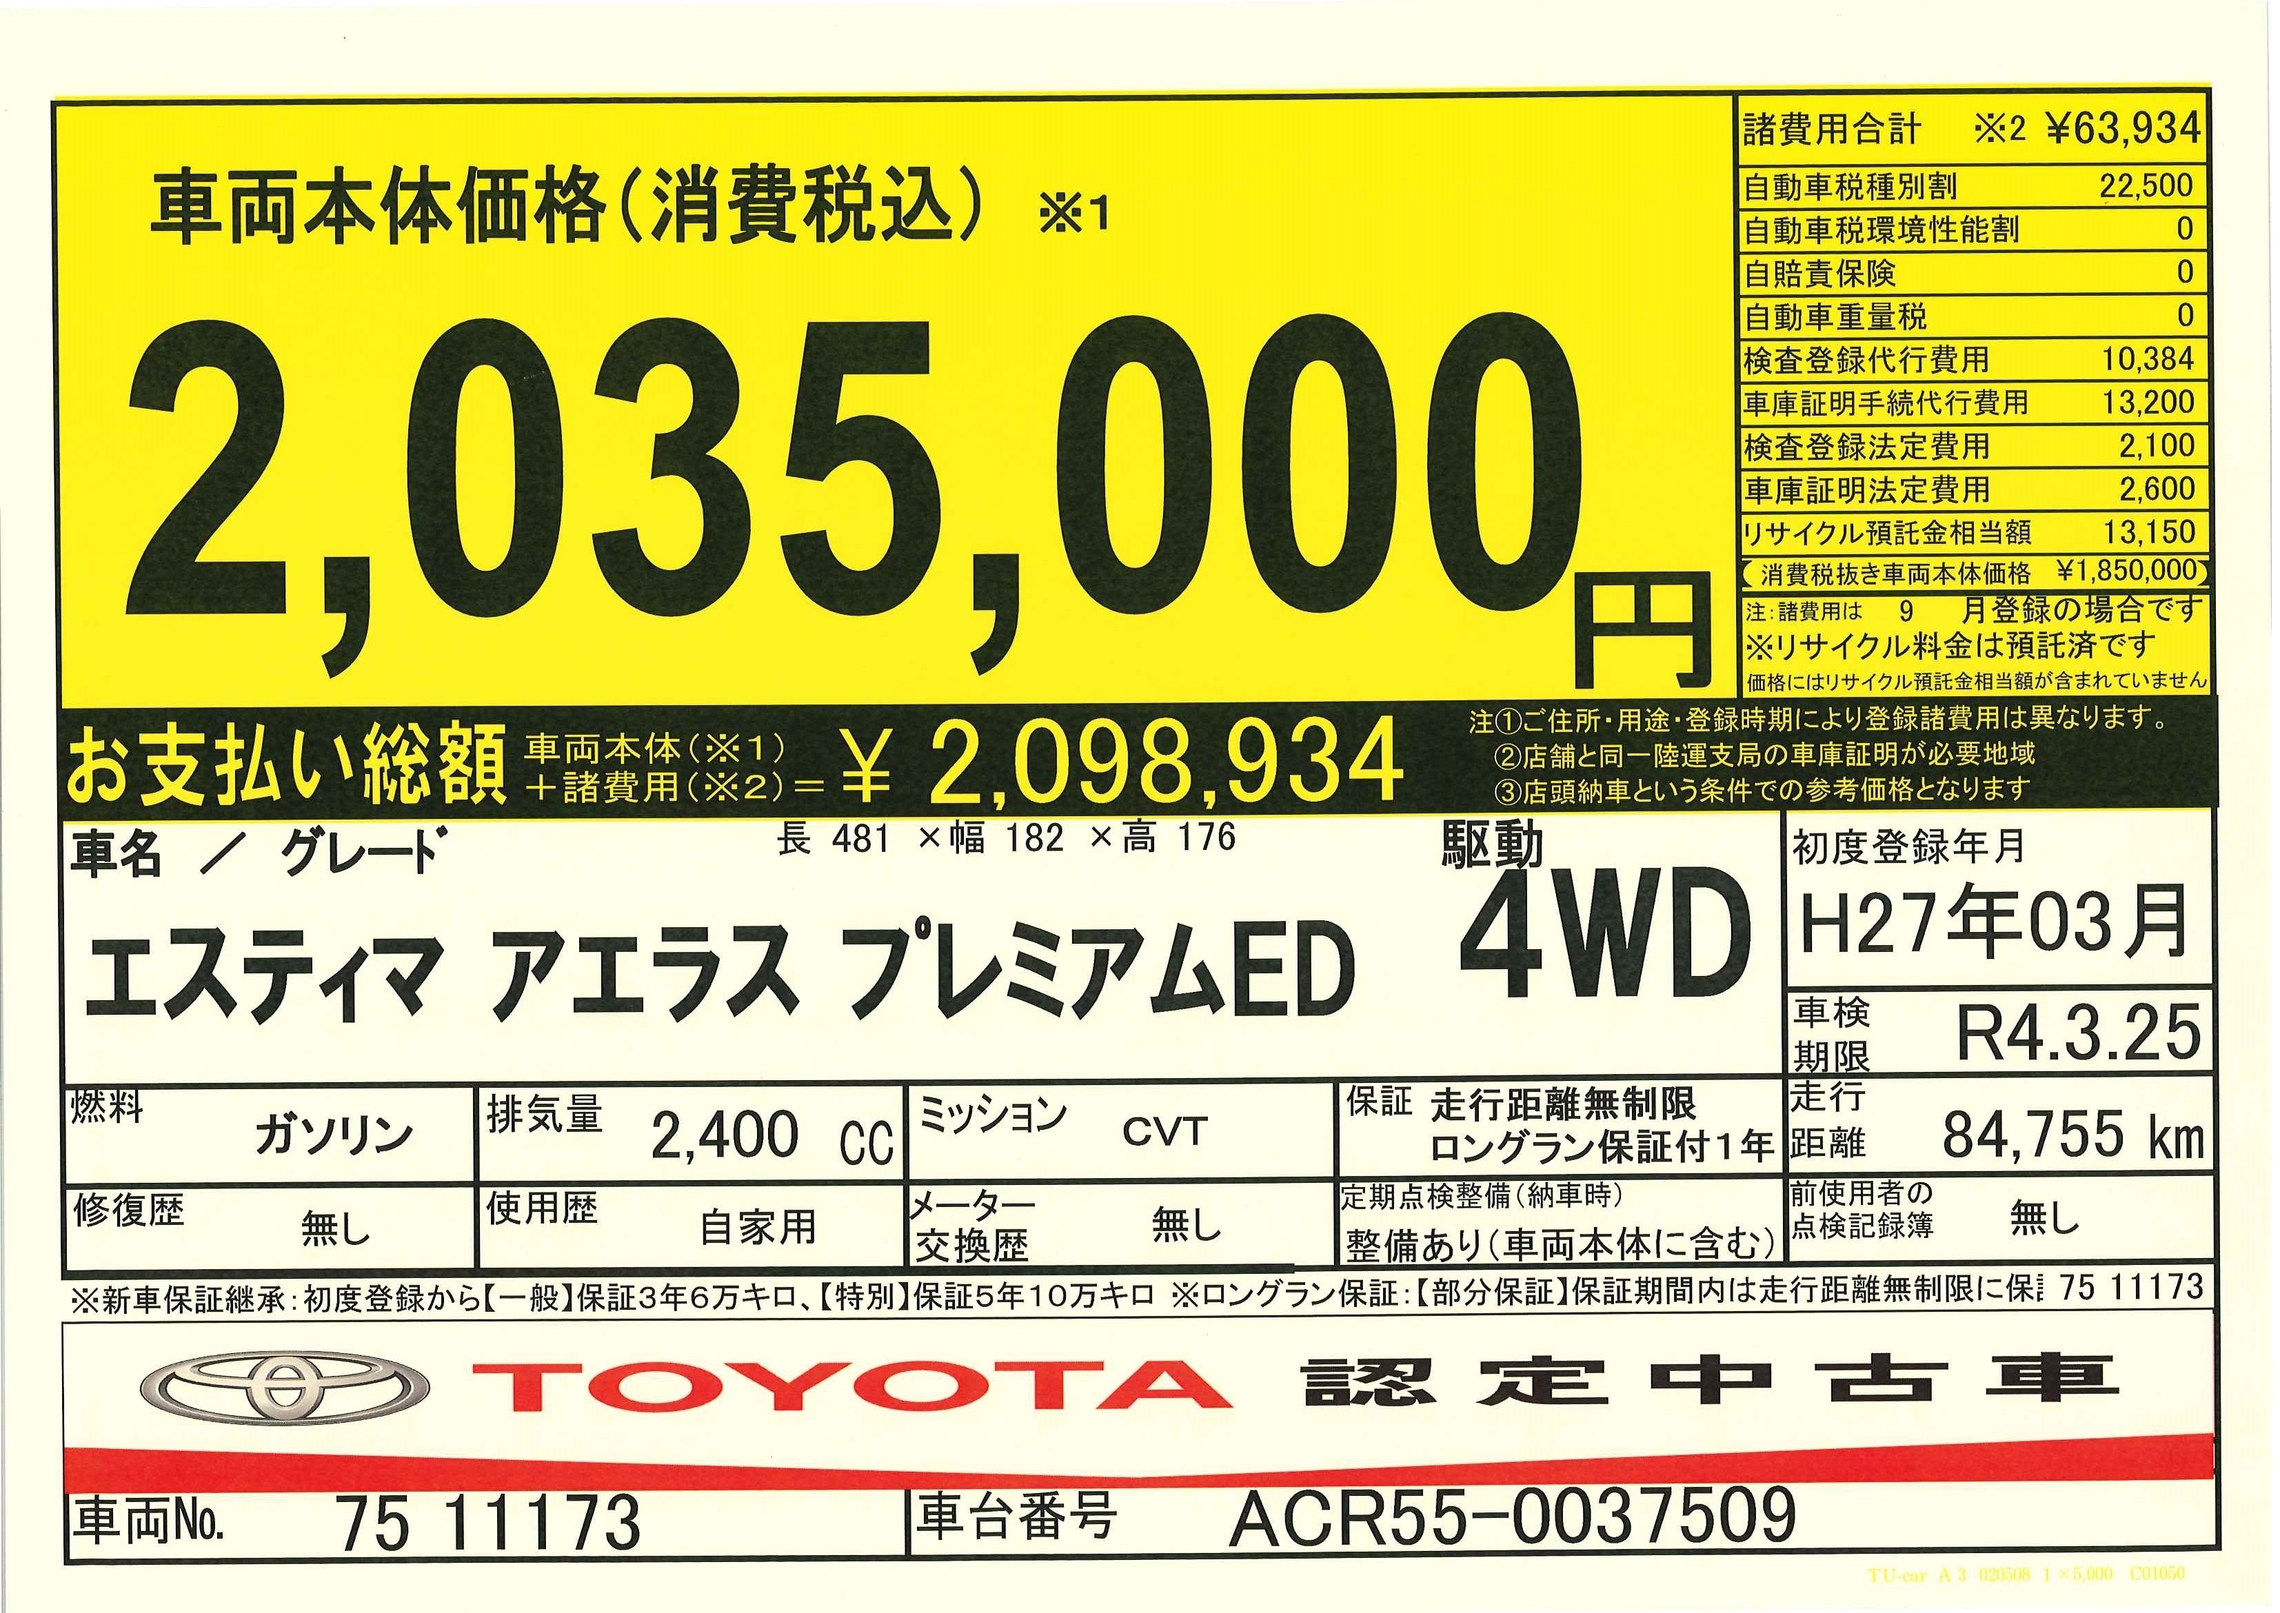 車両本体価格(消費税込) ※1
2,035,000円
諸費用合計 ※2 ¥63,934
自動車税種別割 22,500
自動車税環境性能割 0
自賠責保険 0
自動車重量税 0
検査登録代行費用 10,384
車庫証明手続代行費用 13,200
検査登録法定費用 2,100
車庫証明法定費用 2,600
リサイクル預託金相当額 13,150
(消費税抜き車両本体価格 ¥1,850,000)
注:諸費用は 9 月登録の場合です
※リサイクル料金は預託済です
価格にはリサイクル預託金相当額が含まれていません
お支払い総額 車両本体(※1)
+諸費用(※2)=¥ 2,098,934
注①ご住所・用途・登録時期により登録諸費用は異なります。
②店舗と同一陸運支局の車庫証明が必要地域
③店頭納車という条件での参考価格となります
車名 / グレード 長 481 ×幅 182 ×高 176
エスティマ アエラス プレミアムED
駆動
4WD
初度登録年月
H27年03月
車検
期限 R4.3.25
燃料 ガソリン
排気量 2,400 CC
ミッション CVT
保証 走行距離無制限
ロングラン保証付1年
走行
距離 84,755 km
修復歴 無し
使用歴 自家用
メーター
交換歴 無し
定期点検整備(納車時)
整備あり(車両本体に含む)
前使用者の
点検記録簿 無し
※新車保証継承:初度登録から【一般】保証3年6万キロ、【特別】保証5年10万キロ ※ロングラン保証:【部分保証】保証期間内は走行距離無制限に保 75 11173
TOYOTA 認定中古車
車両No. 75 11173
車台番号 ACR55-0037509
TU-car A3 020508 1×5,000 C01050